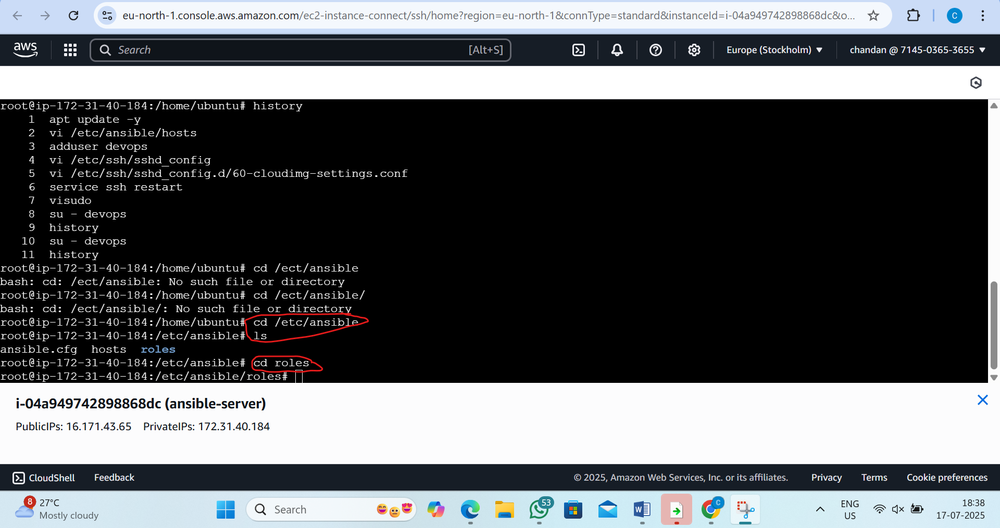 eu-north-1.console.aws.amazon.com/ec2-instance-connect/ssh/home?region=eu-north-1&connType=standard&instanceId=i-04a949742898868dc&o...
C
aws
Search [Alt+S]
Europe (Stockholm) ▼
chandan @ 7145-0365-3655 ▼
root@ip-172-31-40-184:/home/ubuntu# history
1 apt update -y
2 vi /etc/ansible/hosts
3 adduser devops
4 vi /etc/ssh/sshd_config
5 vi /etc/ssh/sshd_config.d/60-cloudimg-settings.conf
6 service ssh restart
7 visudo
8 su - devops
9 history
10 su - devops
11 history
root@ip-172-31-40-184:/home/ubuntu# cd /ect/ansible
bash: cd: /ect/ansible: No such file or directory
root@ip-172-31-40-184:/home/ubuntu# cd /ect/ansible/
bash: cd: /ect/ansible/: No such file or directory
root@ip-172-31-40-184:/home/ubuntu# cd /etc/ansible
root@ip-172-31-40-184:/etc/ansible# ls
ansible.cfg hosts roles
root@ip-172-31-40-184:/etc/ansible# cd roles
root@ip-172-31-40-184:/etc/ansible/roles#
i-04a949742898868dc (ansible-server)
PublicIPs: 16.171.43.65 PrivateIPs: 172.31.40.184
CloudShell Feedback © 2025, Amazon Web Services, Inc. or its affiliates. Privacy Terms Cookie preferences
8
27°C
Mostly cloudy
Search
53
W
C
ENG
US
18:38
17-07-2025